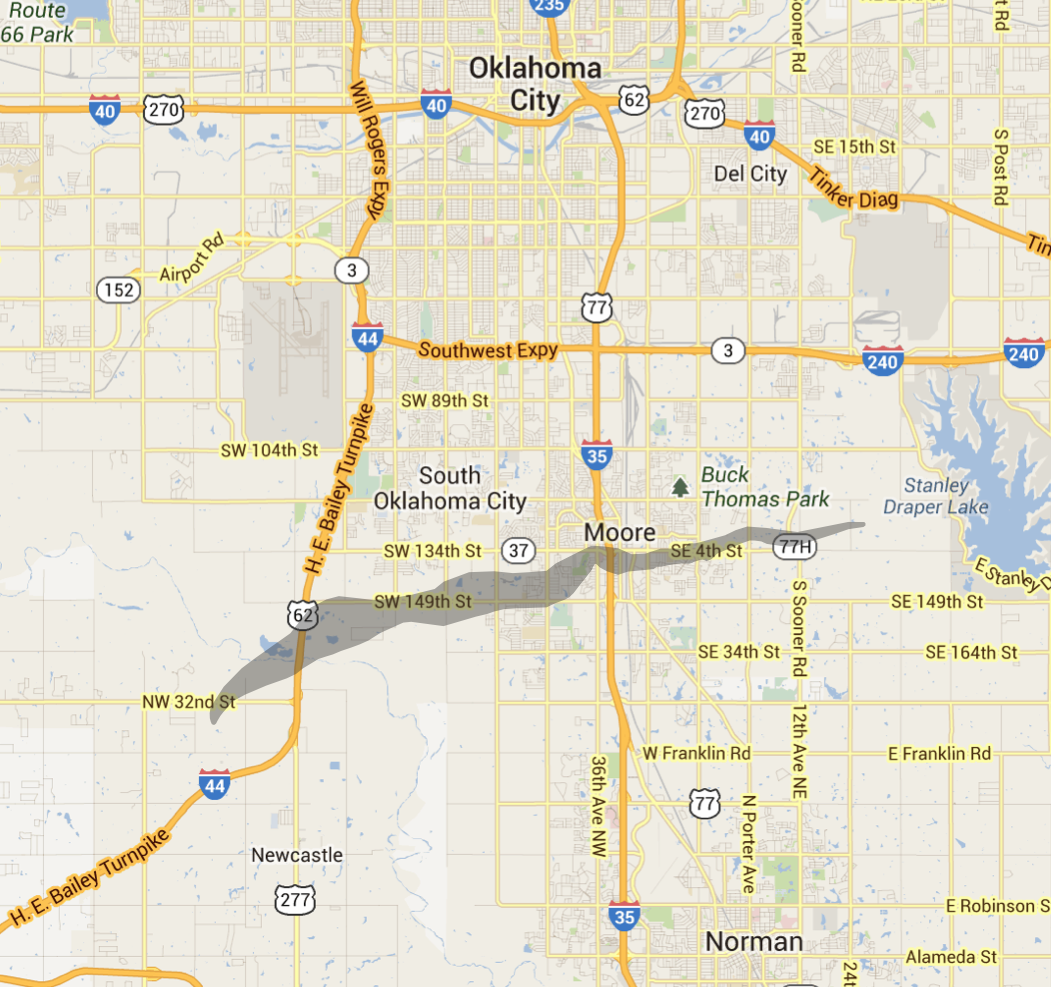 Route
66 Park
235
Sooner Rd
t Rd
Oklahoma
City
40
270
Will Rogers Expy
40
62
270
40
SE 15th St
S Post Rd
Del City
Tinker Diag
Tin
Airport Rd
3
152
77
44
Southwest Expy
3
240
240
SW 89th St
H. E. Bailey Turnpike
SW 104th St
35
South
Oklahoma City
Buck
Thomas Park
Stanley
Draper Lake
Moore
SW 134th St
37
SE 4th St
77H
E Stanley D
62
SW 149th St
S Sooner Rd
SE 149th St
SE 34th St
SE 164th St
NW 32nd St
12th Ave NE
W Franklin Rd
E Franklin Rd
44
36th Ave NW
77
N Porter Ave
H. E. Bailey Turnpike
Newcastle
277
35
E Robinson S
Norman
Alameda St
24t